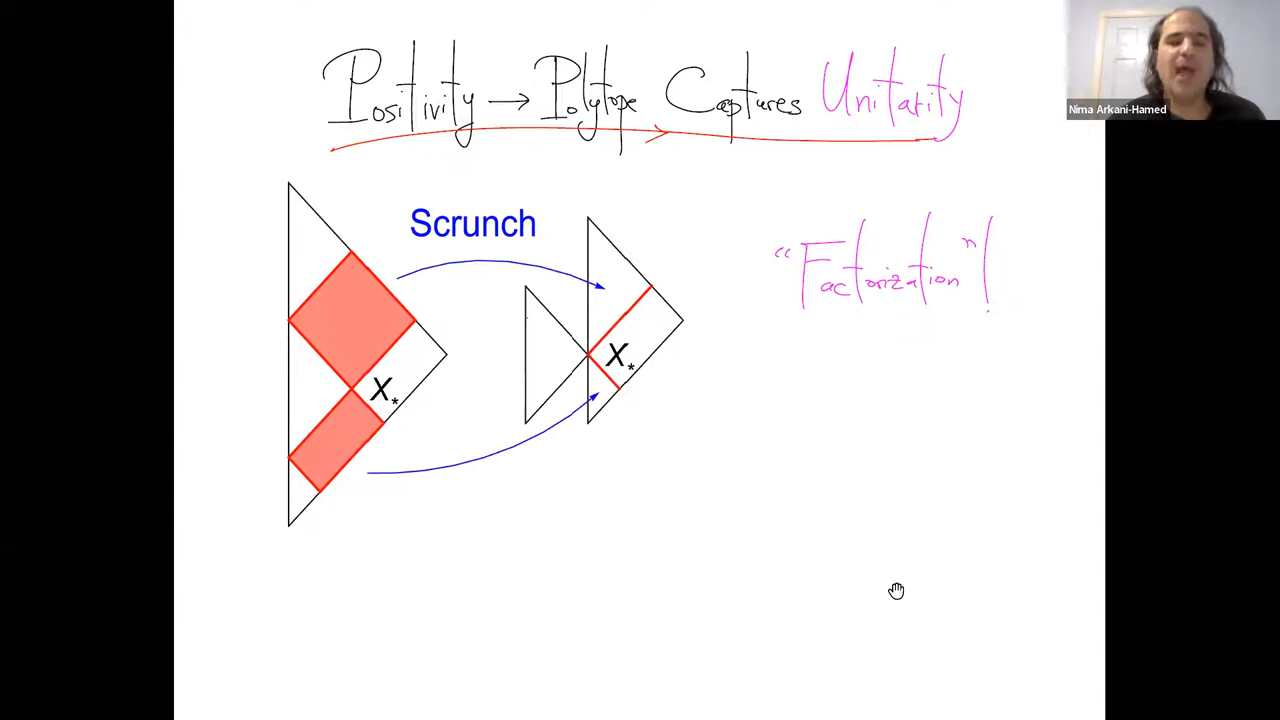 Positivity → Polytope Captures Unitarity
Nima Arkani-Hamed
Scrunch
"Factorization"!
X*
X*